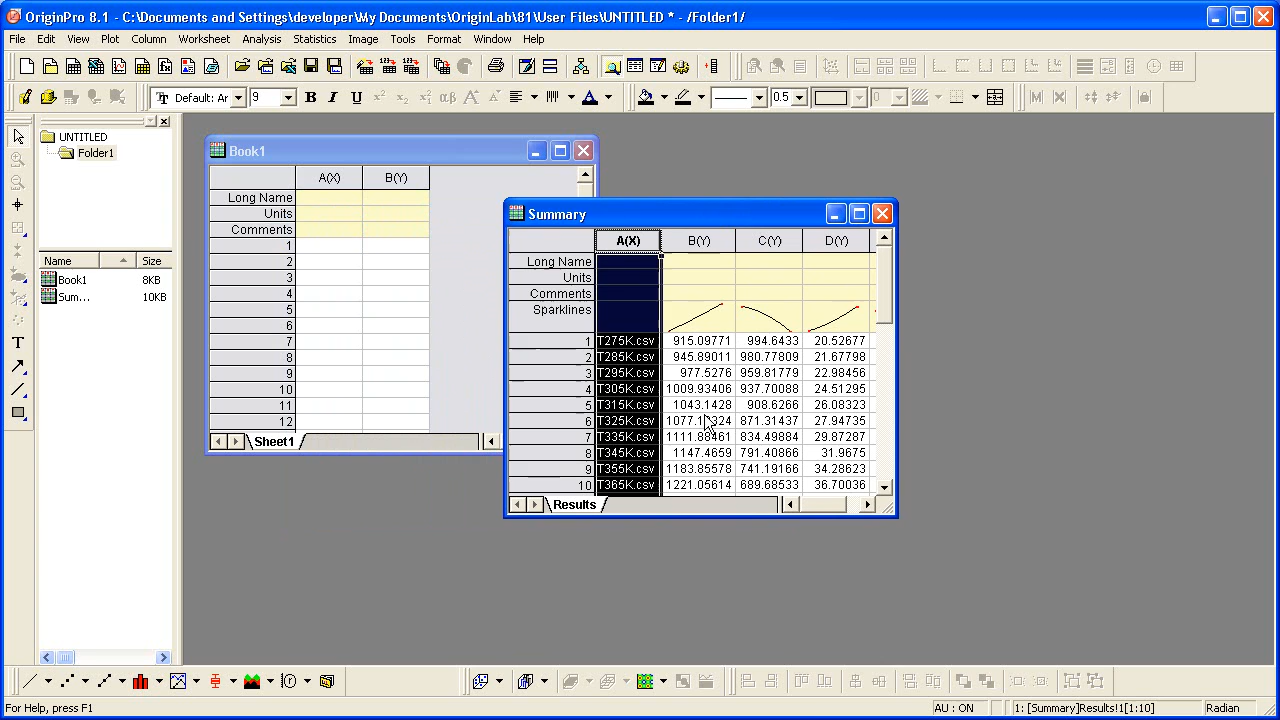 OriginPro 8.1 - C:\Documents and Settings\developer\My Documents\OriginLab\81\User Files\UNTITLED * - /Folder1/
File Edit View Plot Column Worksheet Analysis Statistics Image Tools Format Window Help
Default: Ar 9 B I U 0.5 0
UNTITLED
Folder1
Name Size
Book1 8KB
Sum... 10KB
Book1
A(X) B(Y)
Long Name
Units
Comments
1
2
3
4
5
6
7
8
9
10
11
12
Sheet1
Summary
A(X) B(Y) C(Y) D(Y)
Long Name
Units
Comments
Sparklines
1 T275K.csv 915.09771 994.6433 20.52677
2 T285K.csv 945.89011 980.77809 21.67798
3 T295K.csv 977.5276 959.81779 22.98456
4 T305K.csv 1009.93406 937.70088 24.51295
5 T315K.csv 1043.1428 908.6266 26.08323
6 T325K.csv 871.31437 27.94735
7 T335K.csv 1111.88461 834.49884 29.87287
8 T345K.csv 1147.4659 791.40866 31.9675
9 T355K.csv 1183.85578 741.19166 34.28623
10 T365K.csv 1221.05614 689.68533 36.70036
Results
For Help, press F1
AU : ON
1: [Summary]Results!1[1:10]
Radian